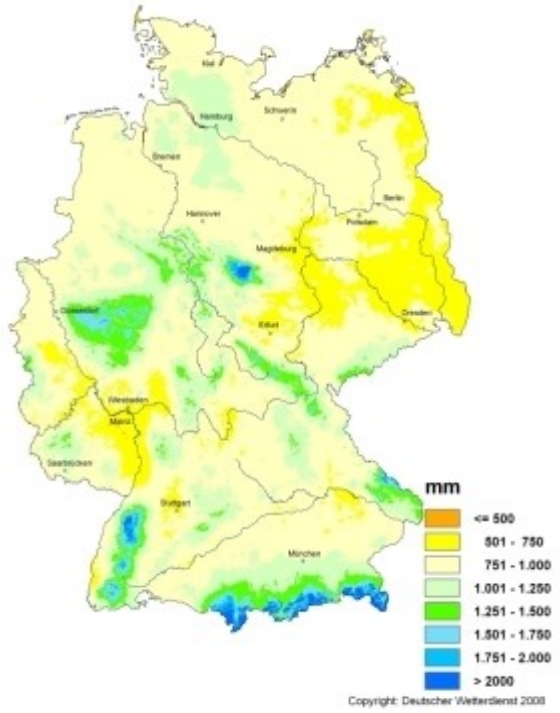 Kiel
Schwerin
Hamburg
Bremen
Berlin
Hannover
Potsdam
Magdeburg
Düsseldorf
Dresden
Erfurt
Wiesbaden
Mainz
Saarbrücken
Stuttgart
München
mm
<= 500
501 - 750
751 - 1.000
1.001 - 1.250
1.251 - 1.500
1.501 - 1.750
1.751 - 2.000
> 2000
Copyright: Deutscher Wetterdienst 2008